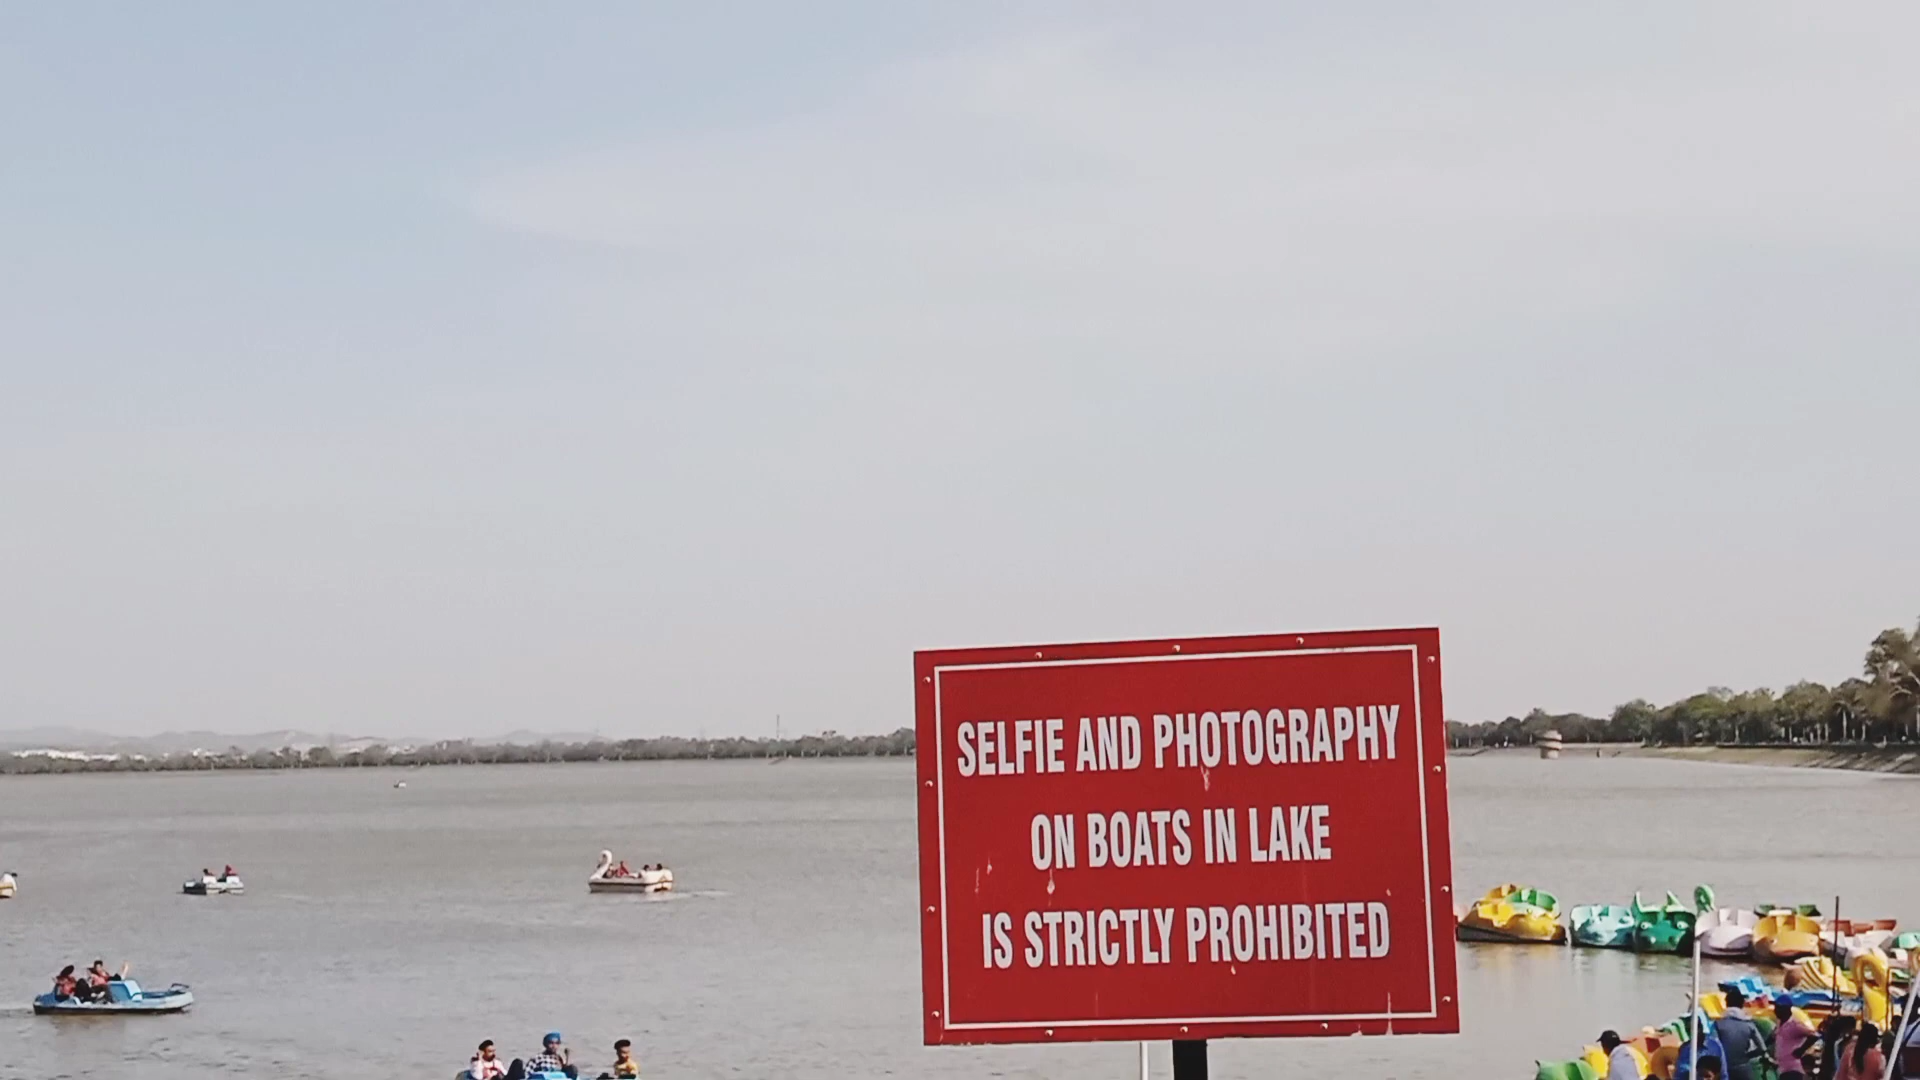 SELFIE AND PHOTOGRAPHY
ON BOATS IN LAKE
IS STRICTLY PROHIBITED